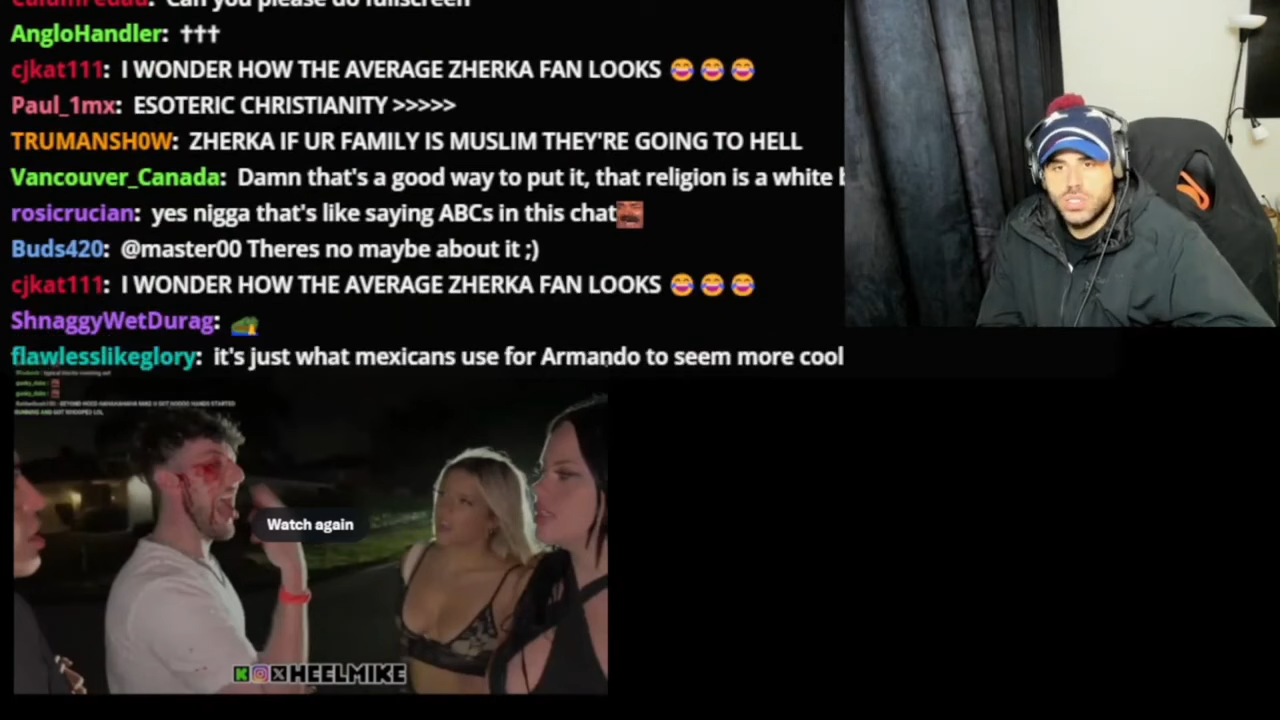 Can you please do fullscreen
AngloHandler: †††
cjkat111: I WONDER HOW THE AVERAGE ZHERKA FAN LOOKS 😂 😂 😂
Paul_1mx: ESOTERIC CHRISTIANITY >>>>>
TRUMANSH0W: ZHERKA IF UR FAMILY IS MUSLIM THEY'RE GOING TO HELL
Vancouver_Canada: Damn that's a good way to put it, that religion is a white
rosicrucian: yes nigga that's like saying ABCs in this chat
Buds420: @master00 Theres no maybe about it ;)
cjkat111: I WONDER HOW THE AVERAGE ZHERKA FAN LOOKS 😂 😂 😂
ShnaggyWetDurag:
flawlesslikeglory: it's just what mexicans use for Armando to seem more cool
Watch again
HEELMIKE